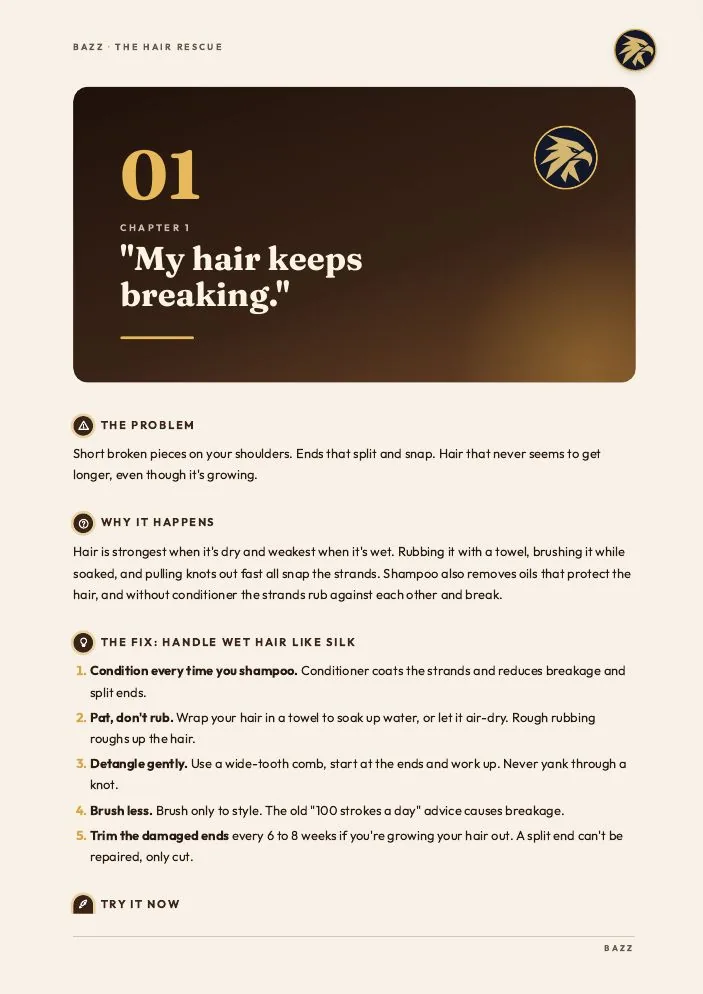 BAZZ · THE HAIR RESCUE
01
CHAPTER 1
"My hair keeps
breaking."
THE PROBLEM
Short broken pieces on your shoulders. Ends that split and snap. Hair that never seems to get
longer, even though it's growing.
WHY IT HAPPENS
Hair is strongest when it's dry and weakest when it's wet. Rubbing it with a towel, brushing it while
soaked, and pulling knots out fast all snap the strands. Shampoo also removes oils that protect the
hair, and without conditioner the strands rub against each other and break.
THE FIX: HANDLE WET HAIR LIKE SILK
1. Condition every time you shampoo. Conditioner coats the strands and reduces breakage and
split ends.
2. Pat, don't rub. Wrap your hair in a towel to soak up water, or let it air-dry. Rough rubbing
roughs up the hair.
3. Detangle gently. Use a wide-tooth comb, start at the ends and work up. Never yank through a
knot.
4. Brush less. Brush only to style. The old "100 strokes a day" advice causes breakage.
5. Trim the damaged ends every 6 to 8 weeks if you're growing your hair out. A split end can't be
repaired, only cut.
TRY IT NOW
BAZZ